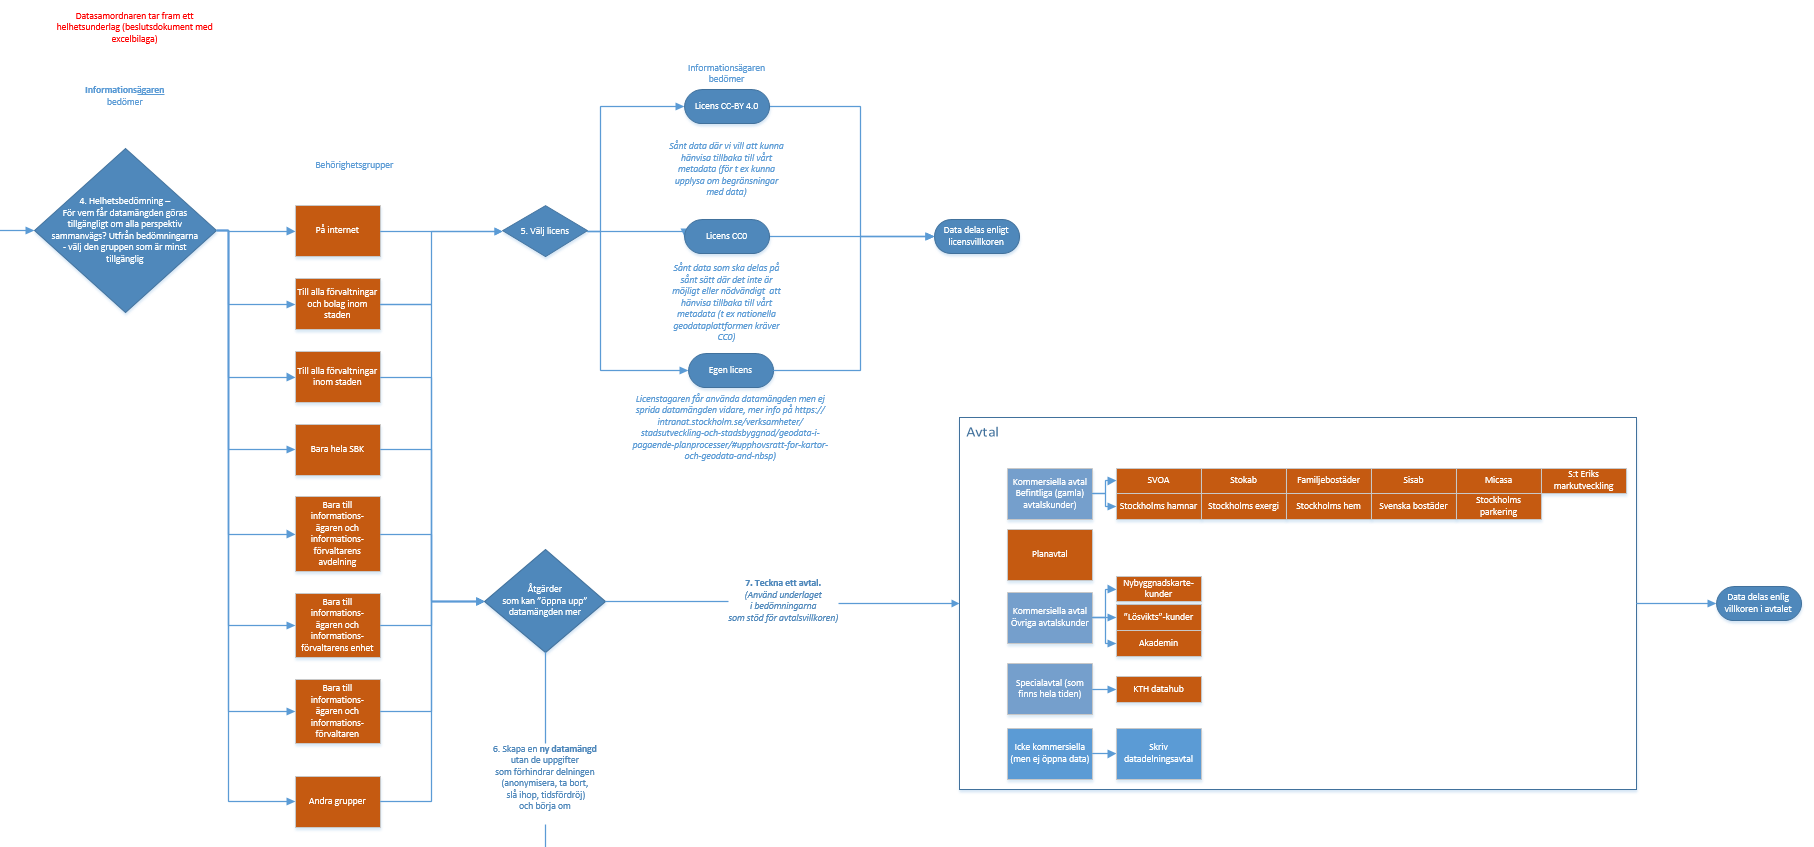 Datasamordnaren tar fram ett
helhetsunderlag (beslutsdokument med
excelbilaga)
Informationsägaren
bedömer
4. Helhetsbedömning –
För vem får datamängden göras
tillgängligt om alla perspektiv
sammanvägs? Utifrån bedömningarna
- välj den gruppen som är minst
tillgänglig
Behörighetsgrupper
På internet
Till alla förvaltningar
och bolag inom
staden
Till alla förvaltningar
inom staden
Bara hela SBK
Bara till
informations-
ägaren och
informations-
förvaltarens
avdelning
Bara till
informations-
ägaren och
informations-
förvaltarens enhet
Bara till
informations-
ägaren och
informations-
förvaltaren
Andra grupper
5. Välj licens
Informationsägaren
bedömer
Licens CC-BY 4.0
Sånt data där vi vill att kunna
hänvisa tillbaka till vårt
metadata (för t ex kunna
upplysa om begränsningar
med data)
Licens CC0
Sånt data som ska delas på
sånt sätt där det inte är
möjligt eller nödvändigt att
hänvisa tillbaka till vårt
metadata (t ex nationella
geodataplattformen kräver
CC0)
Egen licens
Licenstagaren får använda datamängden men ej
sprida datamängden vidare, mer info på https://
intranat.stockholm.se/verksamheter/
stadsutveckling-och-stadsbyggnad/geodata-i-
pagaende-planprocesser/#upphovsratt-for-kartor-
och-geodata-and-nbsp)
Data delas enligt
licensvillkoren
Åtgärder
som kan ”öppna upp”
datamängden mer
6. Skapa en ny datamängd
utan de uppgifter
som förhindrar delningen
(anonymisera, ta bort,
slå ihop, tidsfördröj)
och börja om
7. Teckna ett avtal.
(Använd underlaget
i bedömningarna
som stöd för avtalsvillkoren)
Avtal
Kommersiella avtal
Befintliga (gamla)
avtalskunder)
SVOA
Stokab
Familjebostäder
Sisab
Micasa
S:t Eriks
markutveckling
Stockholms hamnar
Stockholms exergi
Stockholms hem
Svenska bostäder
Stockholms
parkering
Planavtal
Kommersiella avtal
Övriga avtalskunder
Nybyggnadskarte-
kunder
”Lösvikts”-kunder
Akademin
Specialavtal (som
finns hela tiden)
KTH datahub
Icke kommersiella
(men ej öppna data)
Skriv
datadelningsavtal
Data delas enlig
villkoren i avtalet